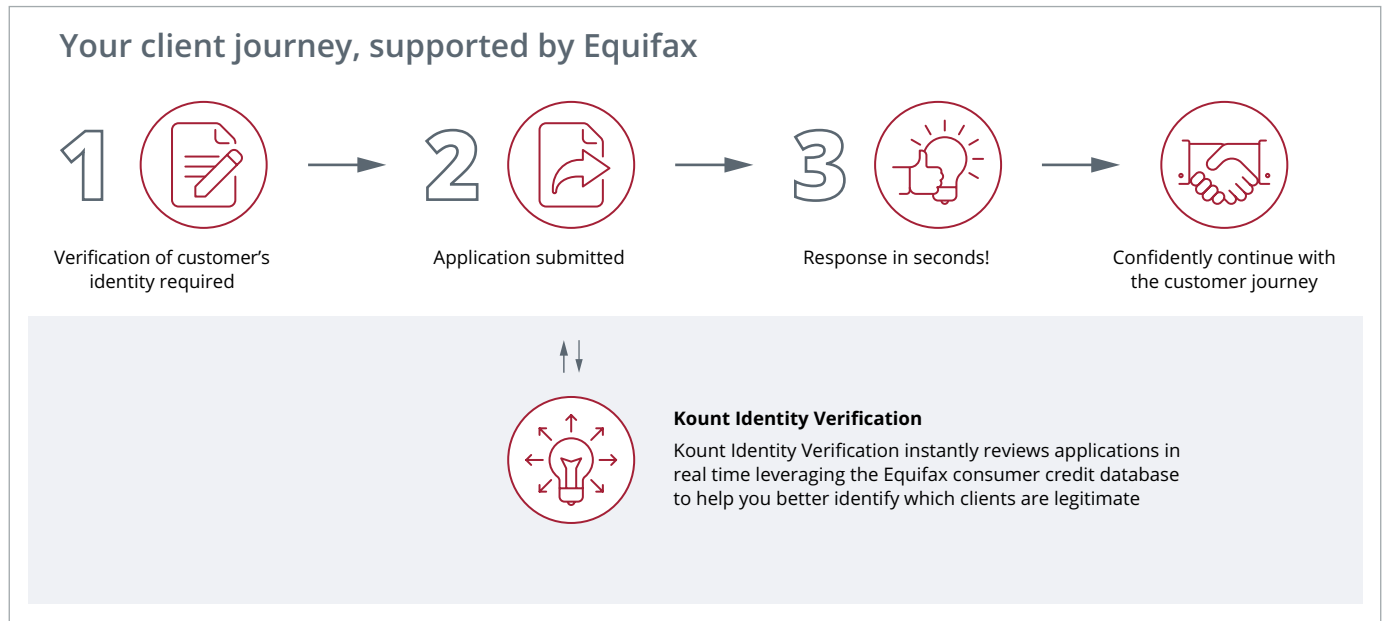 Your client journey, supported by Equifax
1
2
3
Verification of customer's
identity required
Application submitted
Response in seconds!
Confidently continue with
the customer journey
Kount Identity Verification
Kount Identity Verification instantly reviews applications in
real time leveraging the Equifax consumer credit database
to help you better identify which clients are legitimate